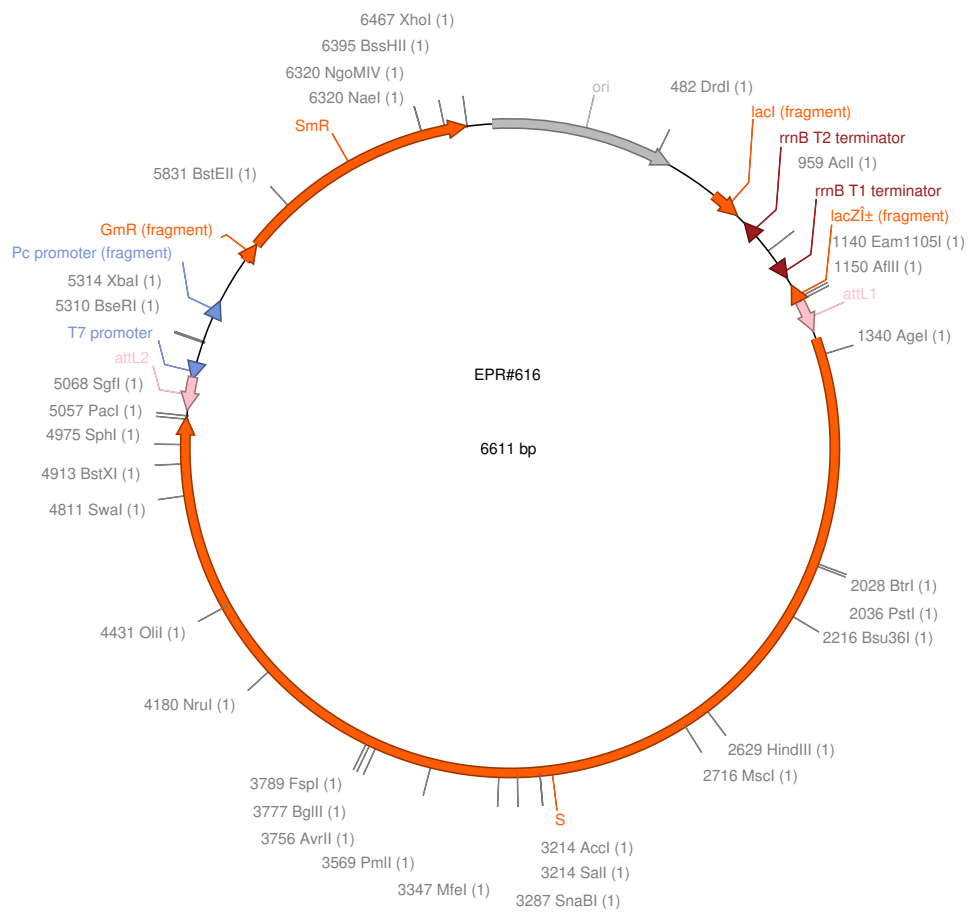 6467 XhoI (1)
6395 BssHII (1)
6320 NgoMIV (1)
6320 NaeI (1)
SmR
5831 BstEII (1)
GmR (fragment)
Pc promoter (fragment)
5314 XbaI (1)
5310 BseRI (1)
T7 promoter
attL2
5068 SgfI (1)
5057 PacI (1)
4975 SphI (1)
4913 BstXI (1)
4811 SwaI (1)
4431 OliI (1)
4180 NruI (1)
3789 FspI (1)
3777 BglII (1)
3756 AvrII (1)
3569 PmlI (1)
3347 MfeI (1)
ori
482 DrdI (1)
lacI (fragment)
rrnB T2 terminator
959 AclI (1)
rrnB T1 terminator
lacZÎ± (fragment)
1140 Eam1105I (1)
1150 AflII (1)
attL1
1340 AgeI (1)
EPR#616
6611 bp
2028 BtrI (1)
2036 PstI (1)
2216 Bsu36I (1)
2629 HindIII (1)
2716 MscI (1)
S
3214 AccI (1)
3214 SalI (1)
3287 SnaBI (1)